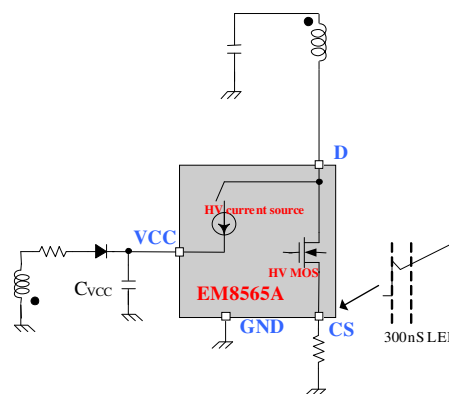 D
HV current source
VCC
HV MOS
CVCC
EM8565A
GND
CS
300nS LE